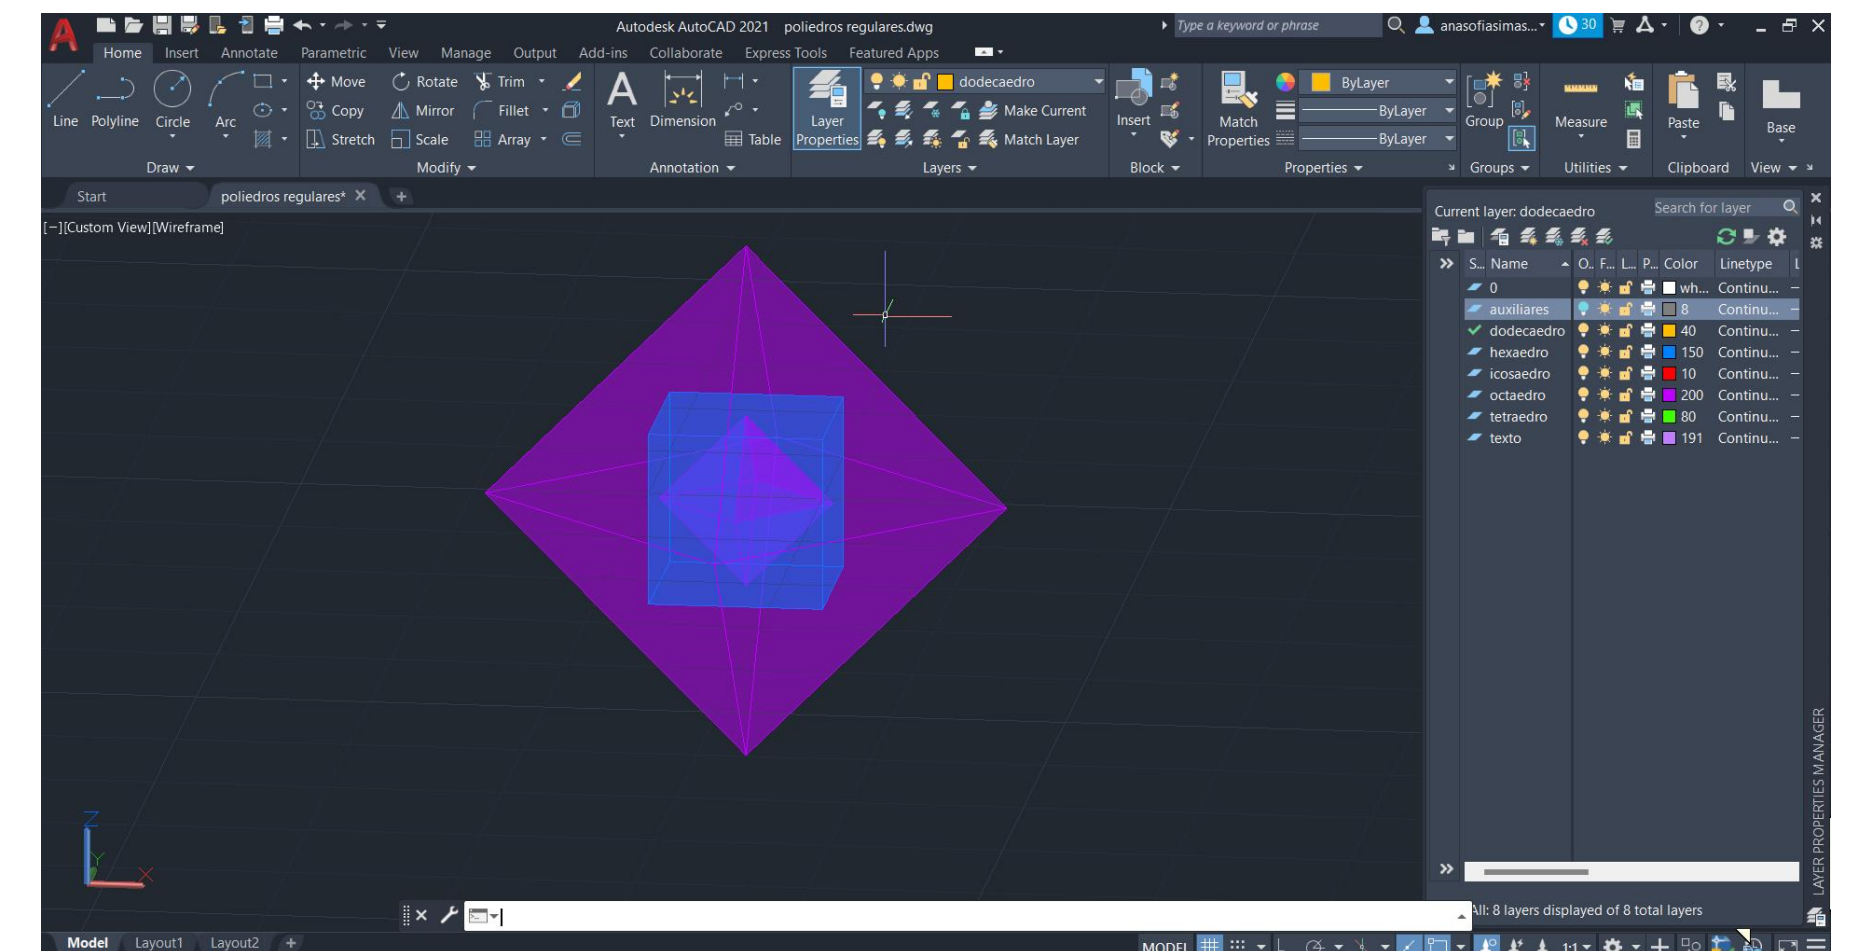 Autodesk AutoCAD 2021 poliedros regulares.dwg
Type a keyword or phrase
anasofiasimas...
30
Home Insert Annotate Parametric View Manage Output Add-ins Collaborate Express Tools Featured Apps
Line Polyline Circle Arc
Move Rotate Trim
Copy Mirror Fillet
Stretch Scale Array
Text Dimension Table
Layer Properties
dodecaedro
Make Current
Match Layer
Insert
Match Properties
ByLayer
ByLayer
ByLayer
Group
Measure
Paste
Base
Draw Modify Annotation Layers Block Properties Groups Utilities Clipboard View
Start poliedros regulares*
[−][Custom View][Wireframe]
Current layer: dodecaedro
Search for layer
S... Name O.. F... L... P... Color Linetype L
0 wh... Continu...
auxiliares 8 Continu...
dodecaedro 40 Continu...
hexaedro 150 Continu...
icosaedro 10 Continu...
octaedro 200 Continu...
tetraedro 80 Continu...
texto 191 Continu...
Z
Y
X
LAYER PROPERTIES MANAGER
All: 8 layers displayed of 8 total layers
Model Layout1 Layout2
MODEL
1:1